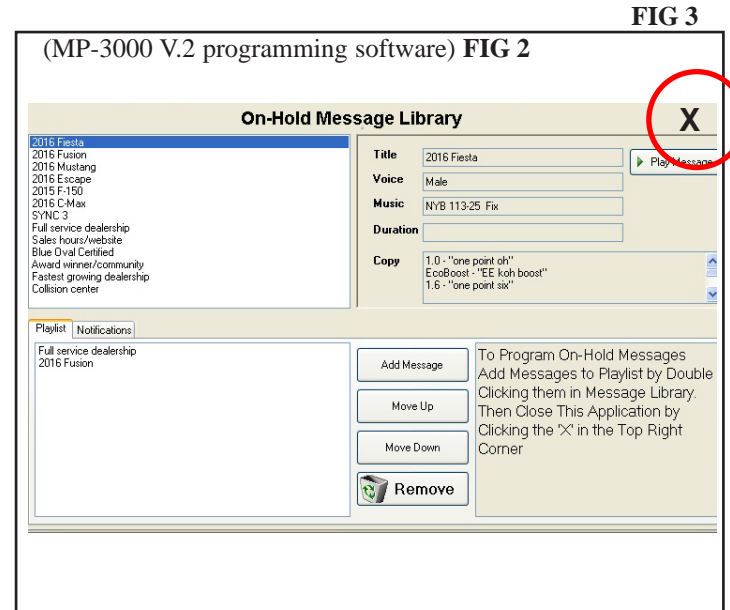 FIG 3
(MP-3000 V.2 programming software) FIG 2
On-Hold Message Library
X
2016 Fiesta
2016 Fusion
2016 Mustang
2016 Escape
2015 F-150
2016 C-Max
SYNC 3
Full service dealership
Sales hours/website
Blue Oval Certified
Award winner/community
Fastest growing dealership
Collision center
Title 2016 Fiesta
Play Message
Voice Male
Music NYB 113-25 Fix
Duration
Copy 1.0 - "one point oh"
EcoBoost - "EE koh boost"
1.6 - "one point six"
Playlist Notifications
Full service dealership
2016 Fusion
Add Message
Move Up
Move Down
Remove
To Program On-Hold Messages
Add Messages to Playlist by Double
Clicking them in Message Library.
Then Close This Application by
Clicking the 'X' in the Top Right
Corner